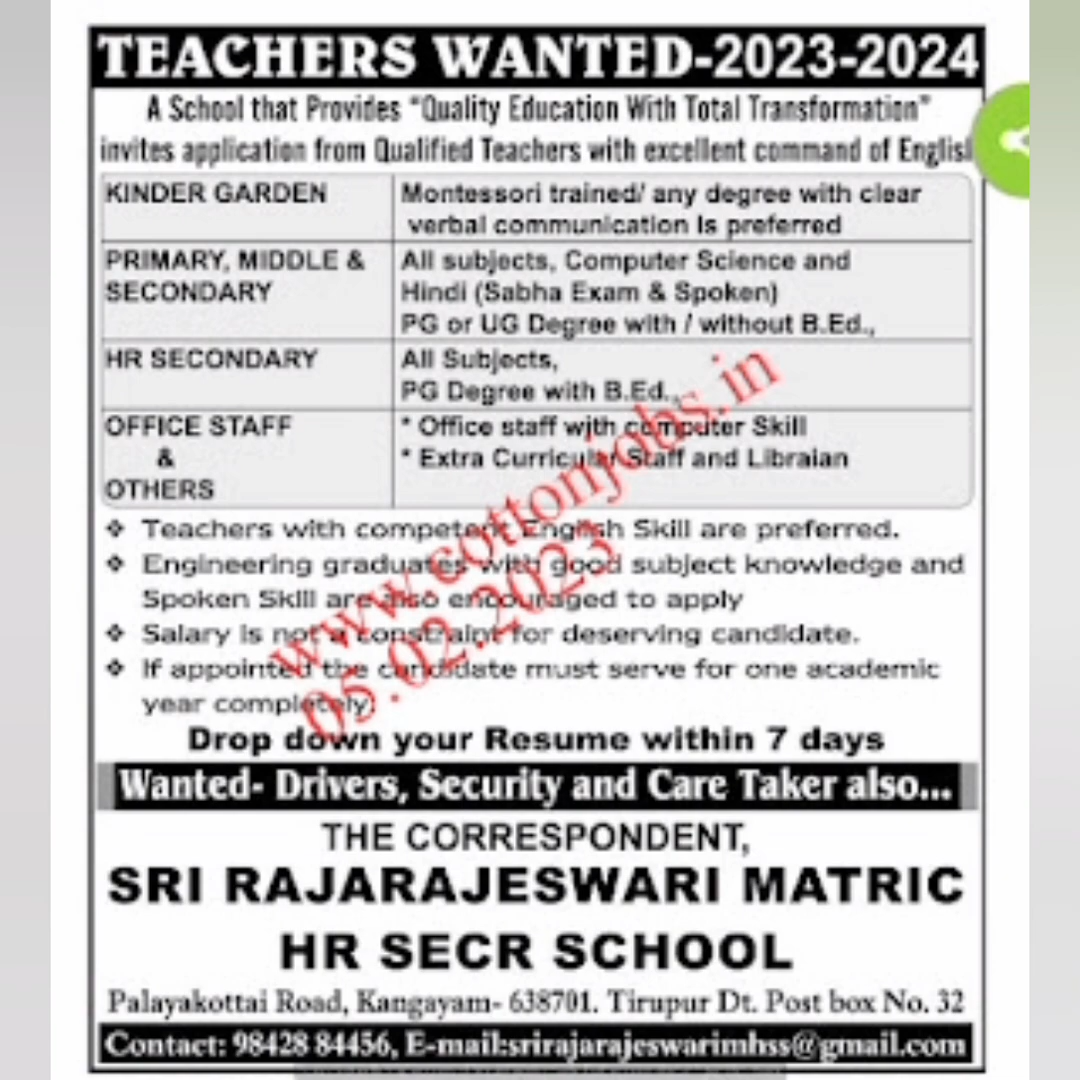 TEACHERS WANTED-2023-2024
A School that Provides "Quality Education With Total Transformation"
invites application from Qualified Teachers with excellent command of Englis
KINDER GARDEN
Montessori trained/ any degree with clear
verbal communication is preferred
PRIMARY, MIDDLE &
SECONDARY
All subjects, Computer Science and
Hindi (Sabha Exam & Spoken)
PG or UG Degree with / without B.Ed.,
HR SECONDARY
All Subjects,
PG Degree with B.Ed.,
OFFICE STAFF
&
OTHERS
* Office staff with computer Skill
* Extra Curricular Staff and Libraian
❖ Teachers with competent English Skill are preferred.
❖ Engineering graduates with good subject knowledge and
Spoken Skill are also encouraged to apply
❖ Salary is not a constraint for deserving candidate.
❖ If appointed the candidate must serve for one academic
year completely.
Drop down your Resume within 7 days
Wanted- Drivers, Security and Care Taker also...
THE CORRESPONDENT,
SRI RAJARAJESWARI MATRIC
HR SECR SCHOOL
Palayakottai Road, Kangayam- 638701. Tirupur Dt. Post box No. 32
Contact: 98428 84456, E-mail:srirajarajeswarimhss@gmail.com
www.cottonjobs.in
05.02.2023